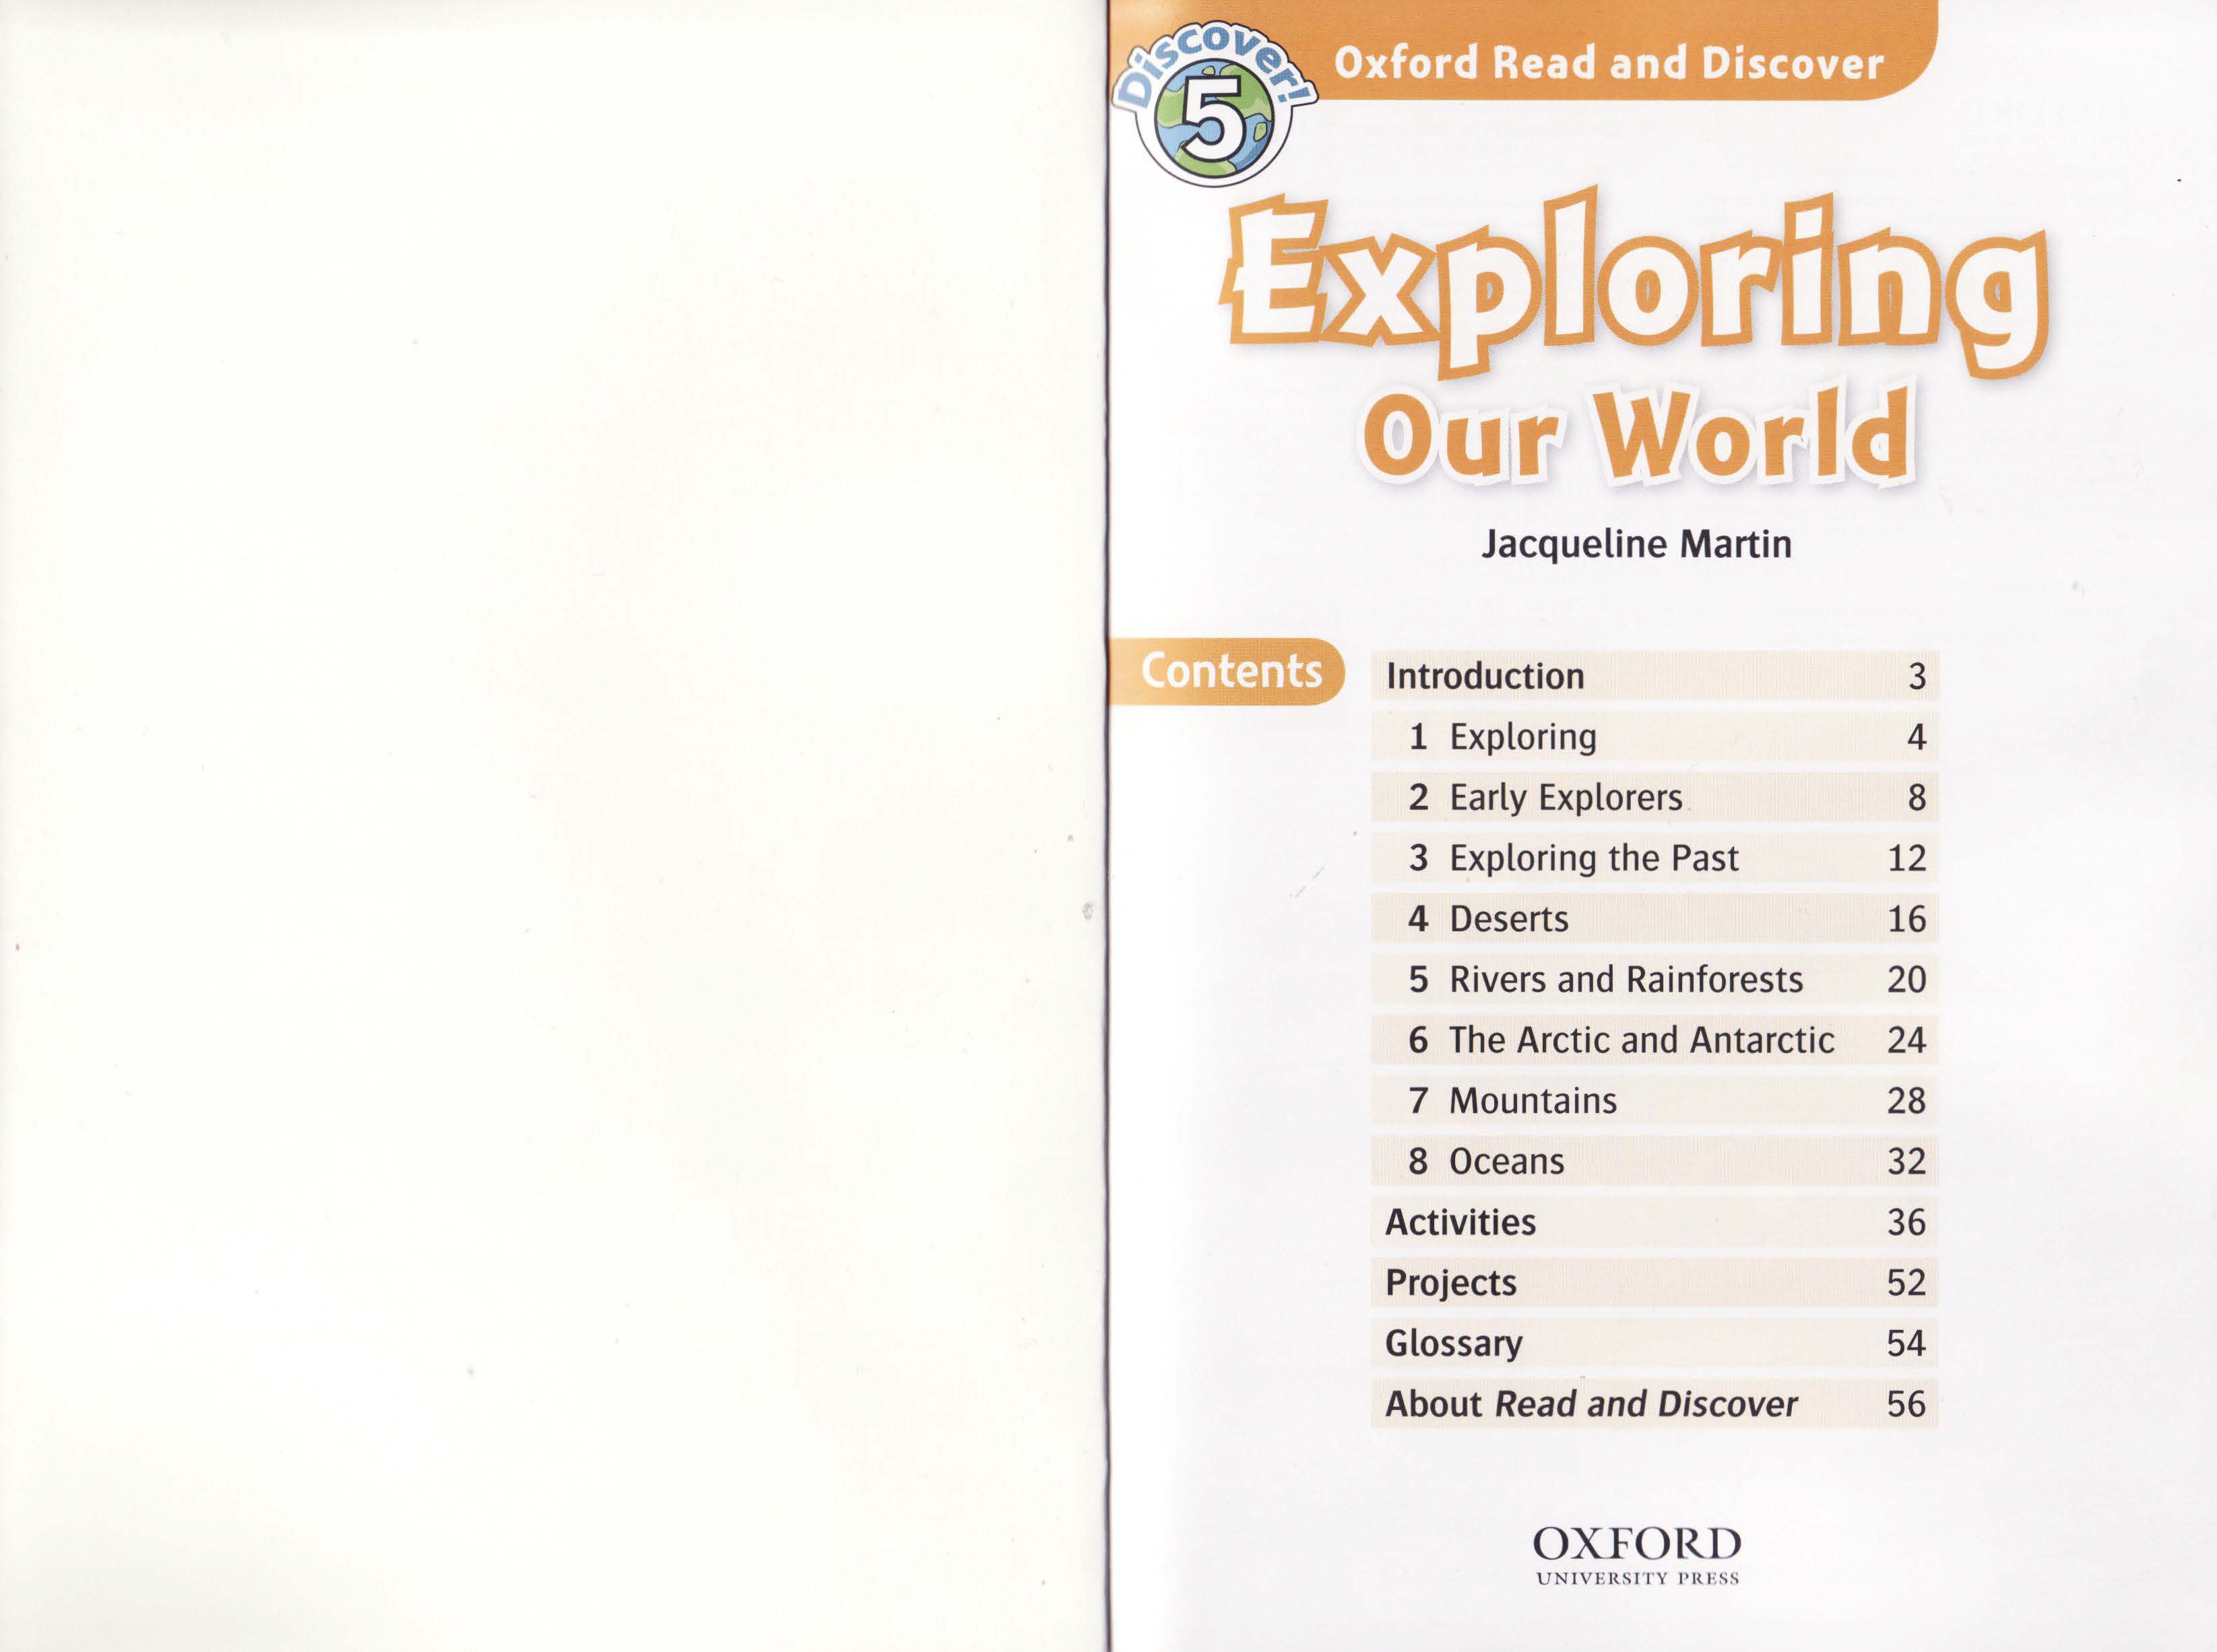 Discover!
5
Oxford Read and Discover
Exploring
Our World
Jacqueline Martin
Contents
Introduction 3
1 Exploring 4
2 Early Explorers 8
3 Exploring the Past 12
4 Deserts 16
5 Rivers and Rainforests 20
6 The Arctic and Antarctic 24
7 Mountains 28
8 Oceans 32
Activities 36
Projects 52
Glossary 54
About Read and Discover 56
OXFORD
UNIVERSITY PRESS